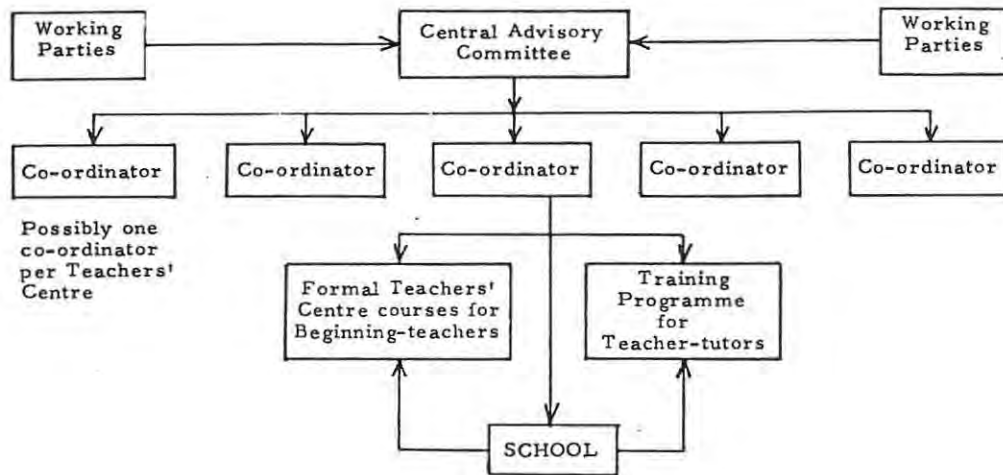 Working
Parties
Central Advisory
Committee
Working
Parties
Co-ordinator
Co-ordinator
Co-ordinator
Co-ordinator
Co-ordinator
Possibly one
co-ordinator
per Teachers'
Centre
Formal Teachers'
Centre courses for
Beginning-teachers
Training
Programme
for
Teacher-tutors
SCHOOL